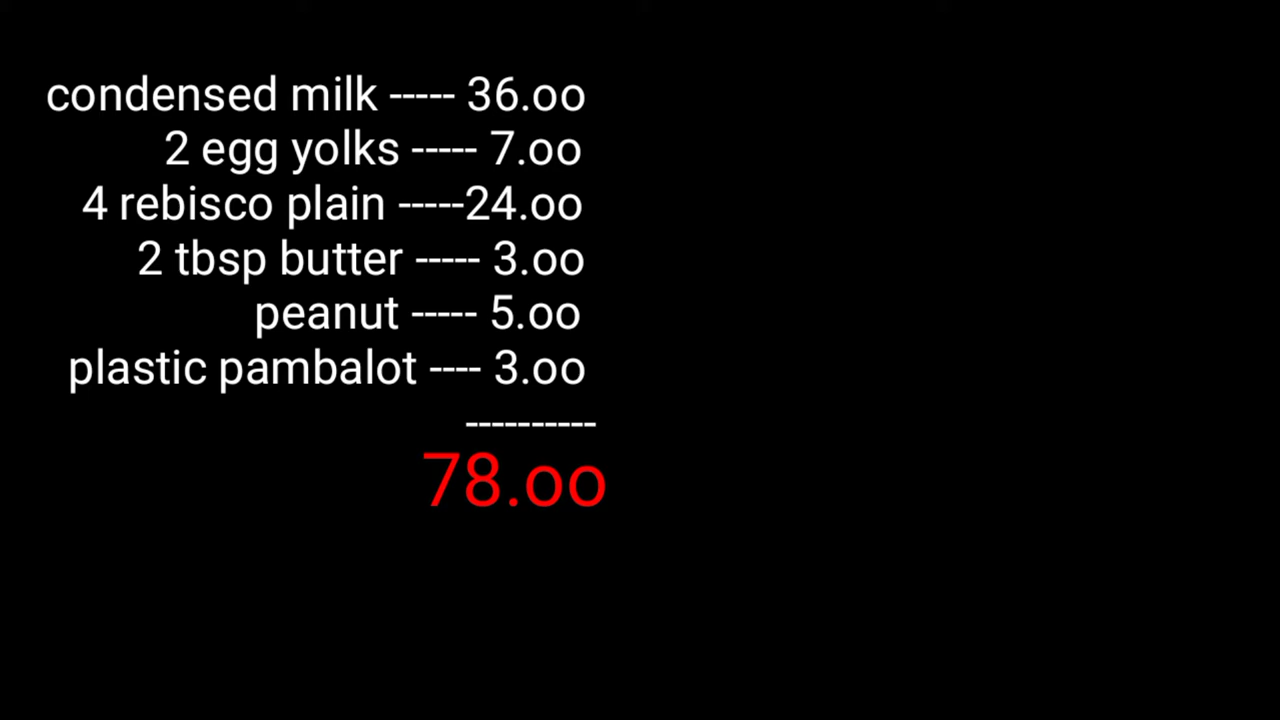 condensed milk ----- 36.oo
2 egg yolks ----- 7.oo
4 rebisco plain -----24.oo
2 tbsp butter ----- 3.oo
peanut ----- 5.oo
plastic pambalot ---- 3.oo
----------
78.oo